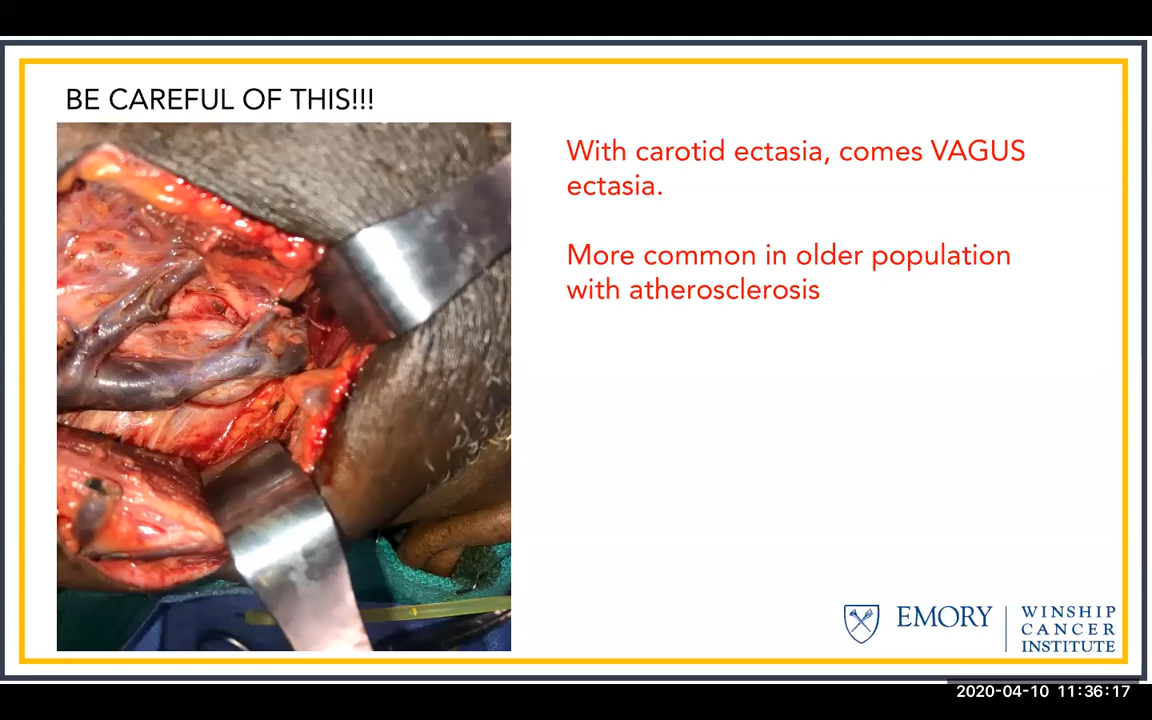 BE CAREFUL OF THIS!!!
With carotid ectasia, comes VAGUS
ectasia.
More common in older population
with atherosclerosis
EMORY
WINSHIP
CANCER
INSTITUTE
2020-04-10 11:36:17